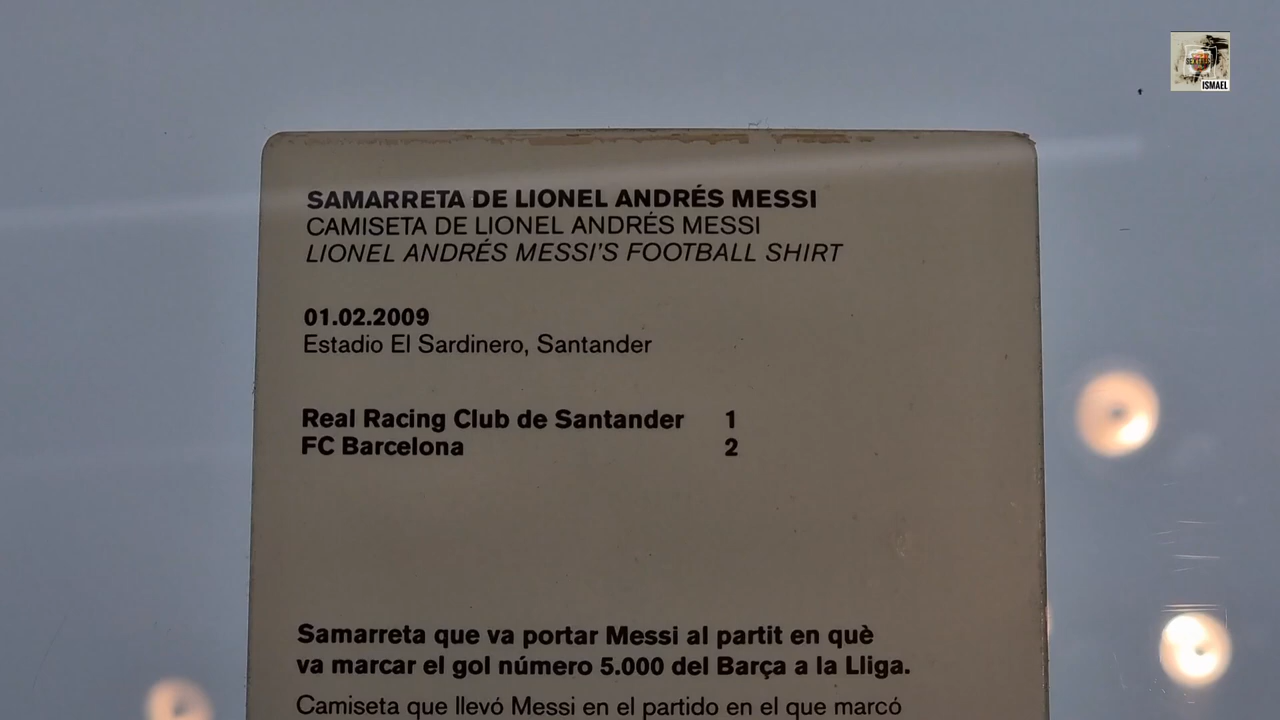 ISMAEL
SAMARRETA DE LIONEL ANDRÉS MESSI
CAMISETA DE LIONEL ANDRÉS MESSI
LIONEL ANDRÉS MESSI'S FOOTBALL SHIRT
01.02.2009
Estadio El Sardinero, Santander
Real Racing Club de Santander 1
FC Barcelona 2
Samarreta que va portar Messi al partit en què
va marcar el gol número 5.000 del Barça a la Lliga.
Camiseta que llevó Messi en el partido en el que marcó